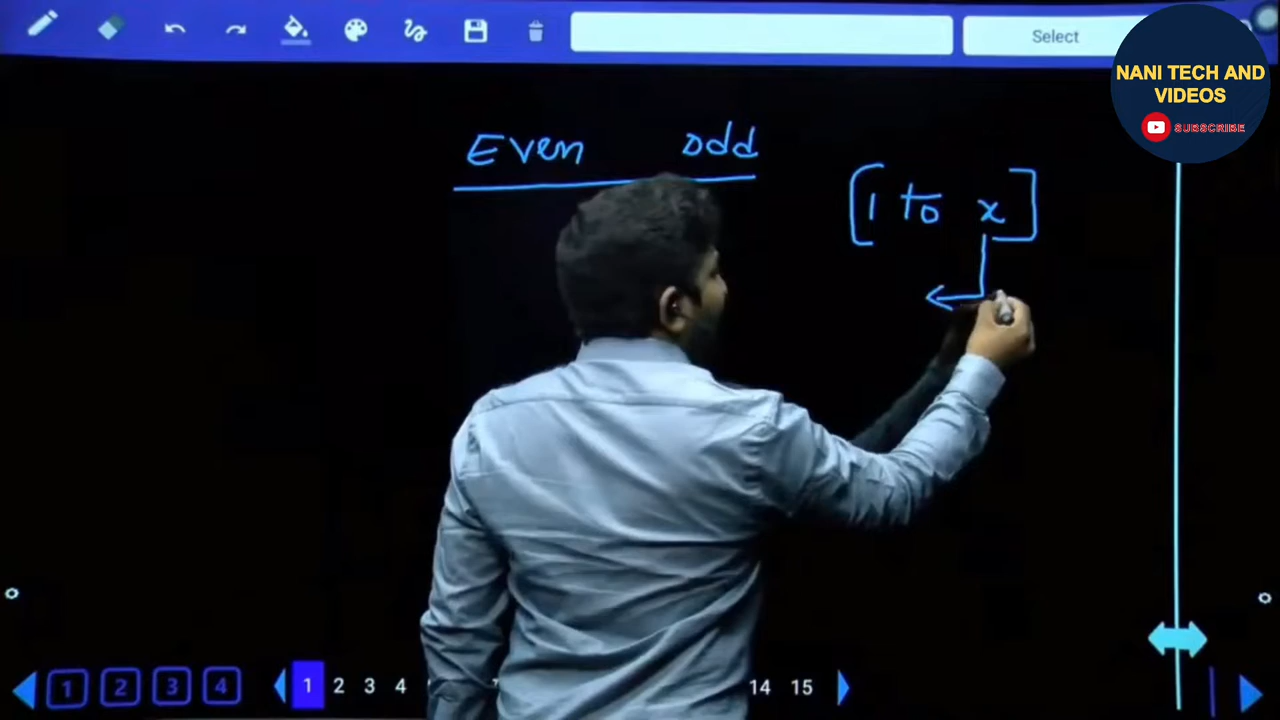 Select
NANI TECH AND
VIDEOS
SUBSCRIBE
Even odd
[1 to x]
1 2 3 4 1 2 3 4 14 15